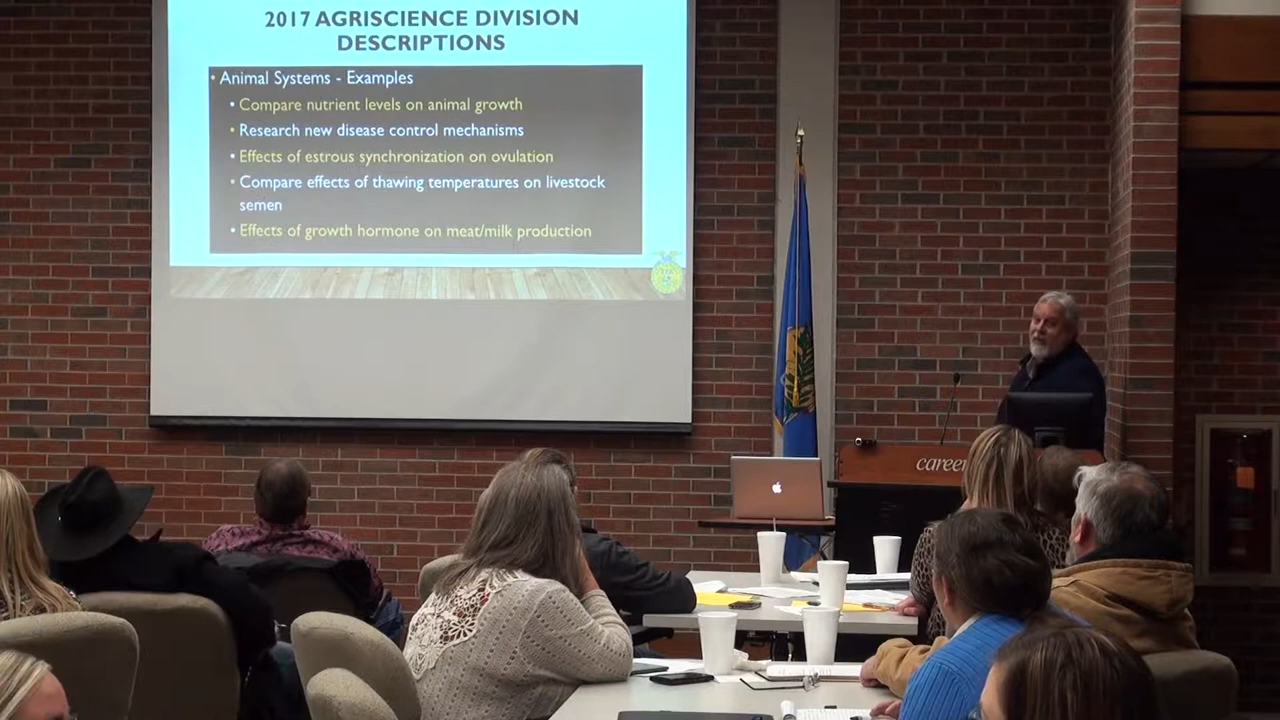 2017 AGRISCIENCE DIVISION
DESCRIPTIONS
• Animal Systems - Examples
• Compare nutrient levels on animal growth
• Research new disease control mechanisms
• Effects of estrous synchronization on ovulation
• Compare effects of thawing temperatures on livestock
semen
• Effects of growth hormone on meat/milk production
career